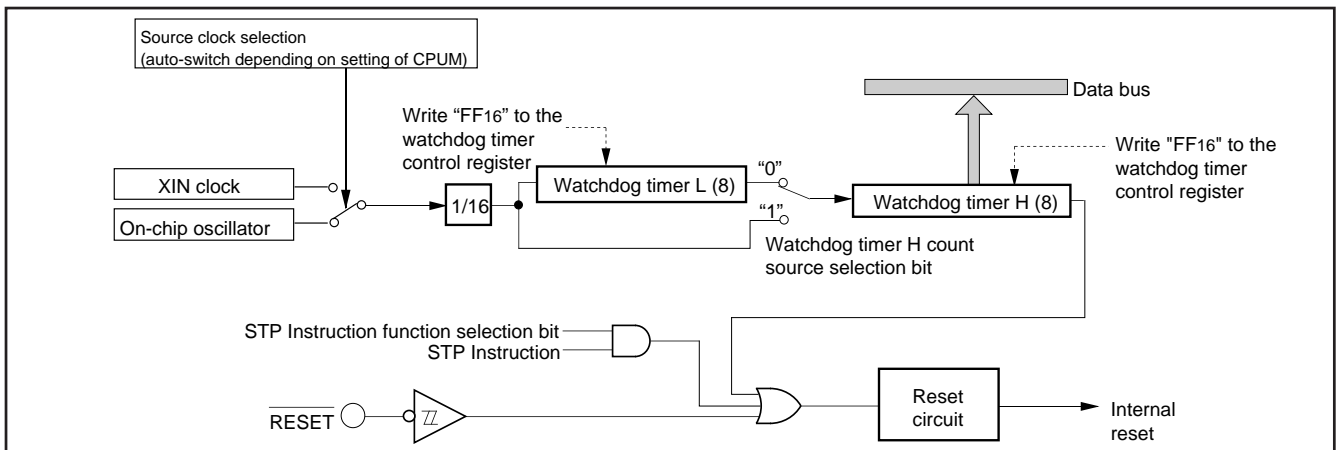 Source clock selection
(auto-switch depending on setting of CPUM)
Data bus
Write “FF16” to the
watchdog timer
control register
Write "FF16" to the
watchdog timer
control register
“0”
XIN clock
Watchdog timer L (8)
1/16
Watchdog timer H (8)
On-chip oscillator
“1”
Watchdog timer H count
source selection bit
STP Instruction function selection bit
STP Instruction
RESET
Reset
circuit
Internal
reset